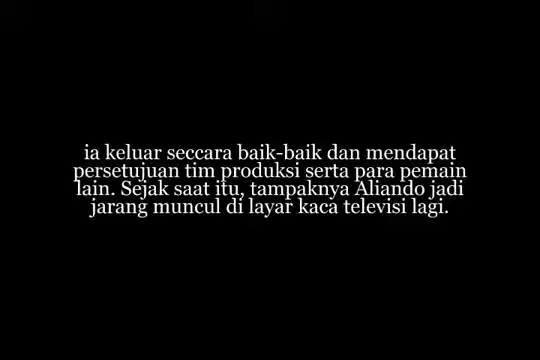 ia keluar seccara baik-baik dan mendapat
persetujuan tim produksi serta para pemain
lain. Sejak saat itu, tampaknya Aliando jadi
jarang muncul di layar kaca televisi lagi.